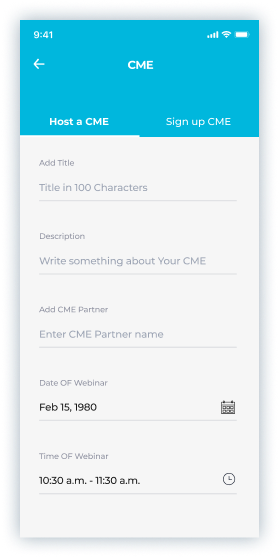 9:41
CME
Host a CME
Sign up CME
Add Title
Title in 100 Characters
Description
Write something about Your CME
Add CME Partner
Enter CME Partner name
Date OF Webinar
Feb 15, 1980
Time OF Webinar
10:30 a.m. - 11:30 a.m.